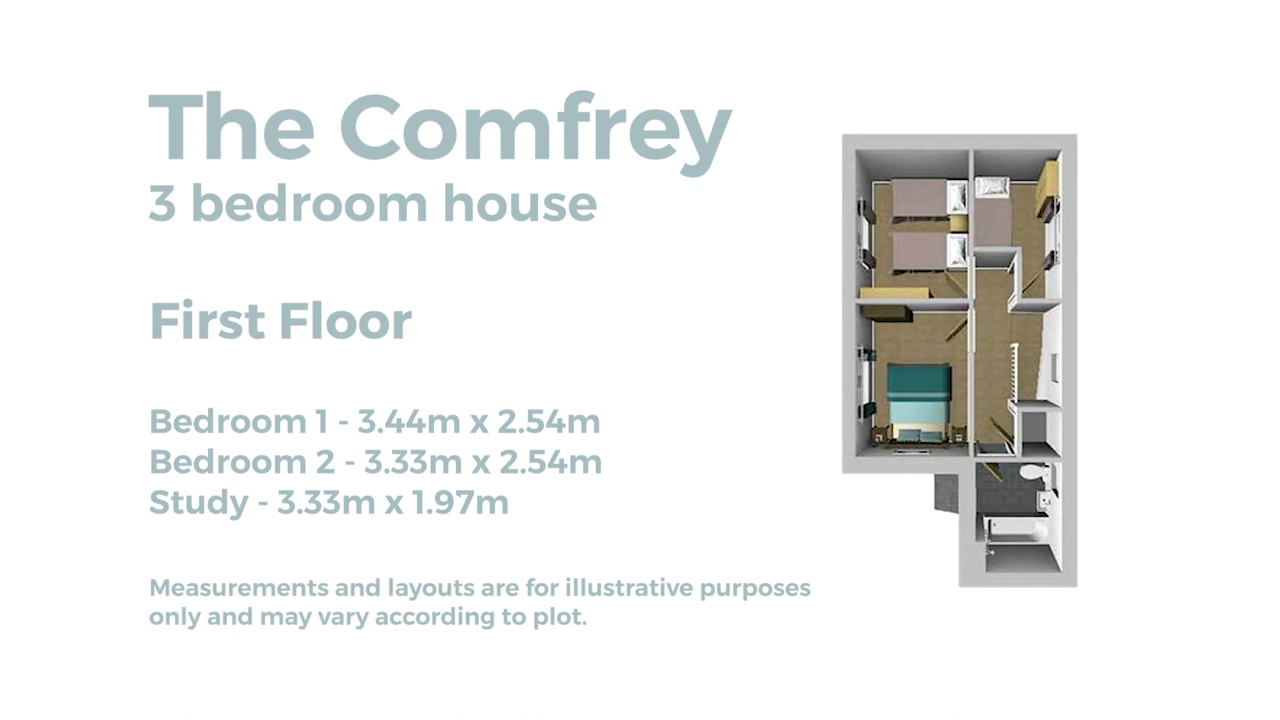 The Comfrey
3 bedroom house
First Floor
Bedroom 1 - 3.44m x 2.54m
Bedroom 2 - 3.33m x 2.54m
Study - 3.33m x 1.97m
Measurements and layouts are for illustrative purposes
only and may vary according to plot.